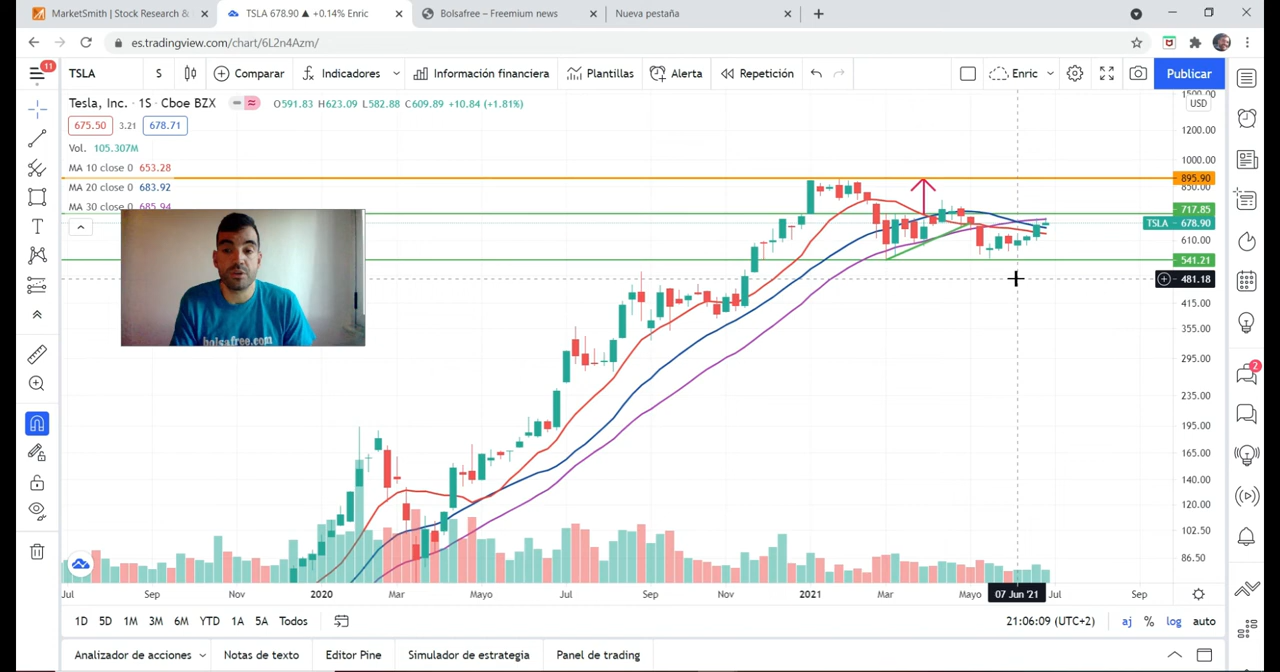 MarketSmith | Stock Research &
TSLA 678.90 ▲ +0.14% Enric
Bolsafree – Freemium news
Nueva pestaña
es.tradingview.com/chart/6L2n4Azm/
11
TSLA
S
Comparar
Indicadores
Información financiera
Plantillas
Alerta
Repetición
Enric
Publicar
Tesla, Inc. · 1S · Cboe BZX
O591.83 H623.09 L582.88 C609.89 +10.84 (+1.81%)
675.50 3.21 678.71
Vol. 105.307M
MA 10 close 0 653.28
MA 20 close 0 683.92
MA 30 close 0 685.94
bolsafree.com
1500.00
USD
1200.00
1000.00
895.90
850.00
717.85
TSLA 678.90
610.00
541.21
481.18
415.00
355.00
295.00
235.00
195.00
165.00
140.00
120.00
102.50
86.50
2
Jul Sep Nov 2020 Mar Mayo Jul Sep Nov 2021 Mar Mayo 07 Jun '21 Jul Sep
1D 5D 1M 3M 6M YTD 1A 5A Todos
21:06:09 (UTC+2) aj % log auto
Analizador de acciones
Notas de texto
Editor Pine
Simulador de estrategia
Panel de trading